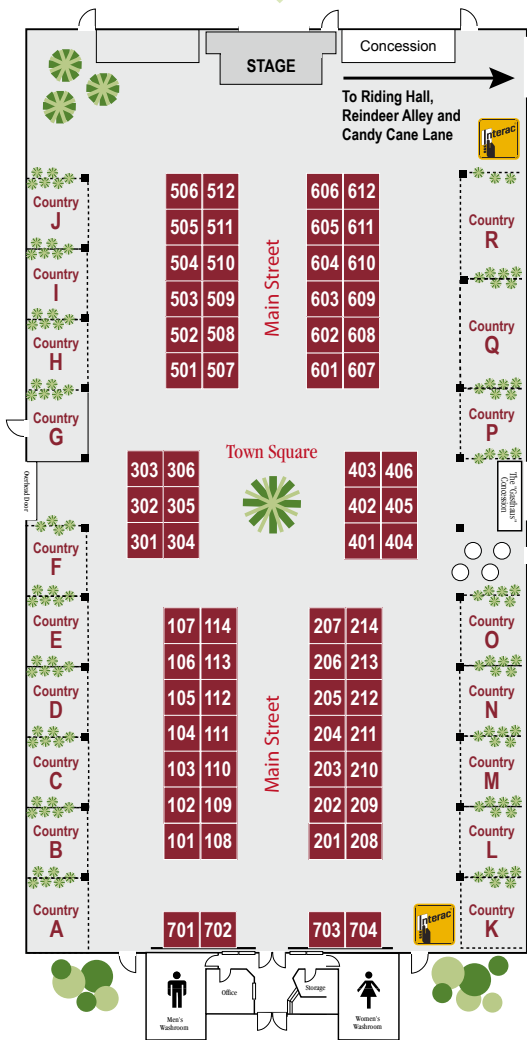 STAGE
Concession
To Riding Hall,
Reindeer Alley and
Candy Cane Lane
Interac
Country
J
Country
I
Country
H
Country
G
Overhead Door
Country
F
Country
E
Country
D
Country
C
Country
B
Country
A
506 512
505 511
504 510
503 509
502 508
501 507
Main Street
606 612
605 611
604 610
603 609
602 608
601 607
Country
R
Country
Q
Country
P
Town Square
303 306
302 305
301 304
403 406
402 405
401 404
The "Gasthaus"
Concession
107 114
106 113
105 112
104 111
103 110
102 109
101 108
Main Street
207 214
206 213
205 212
204 211
203 210
202 209
201 208
Country
O
Country
N
Country
M
Country
L
Country
K
701 702
703 704
Interac
Men's
Washroom
Office
Storage
Women's
Washroom